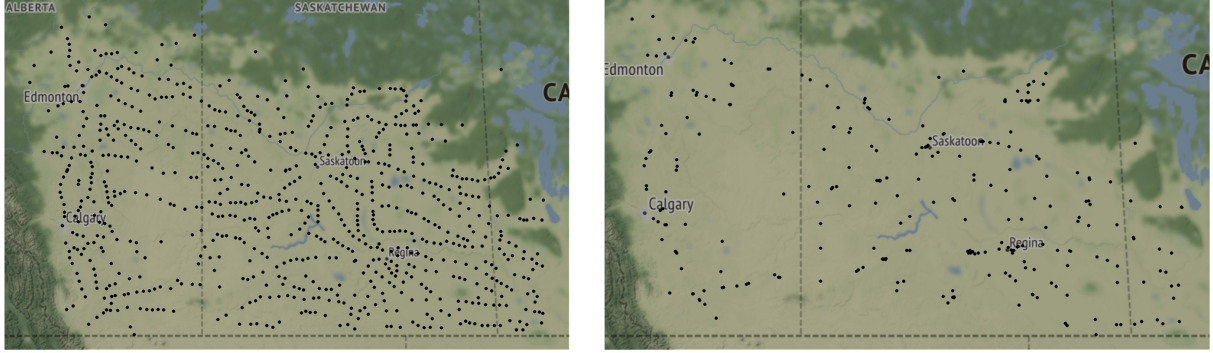 ALBERTA
SASKATCHEWAN
Edmonton
CA
Saskatoon
Calgary
Regina
Edmonton
CA
Saskatoon
Calgary
Regina